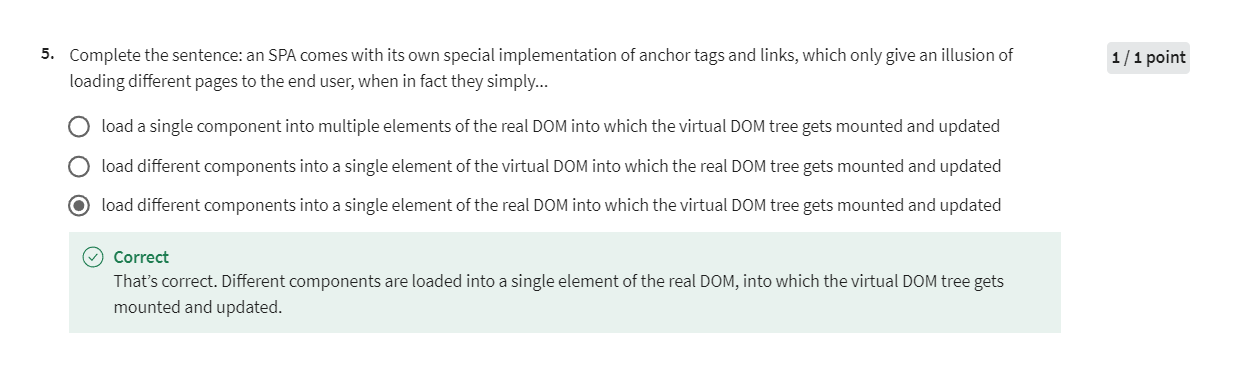 5. Complete the sentence: an SPA comes with its own special implementation of anchor tags and links, which only give an illusion of
1 / 1 point
loading different pages to the end user, when in fact they simply...
load a single component into multiple elements of the real DOM into which the virtual DOM tree gets mounted and updated
load different components into a single element of the virtual DOM into which the real DOM tree gets mounted and updated
load different components into a single element of the real DOM into which the virtual DOM tree gets mounted and updated
Correct
That’s correct. Different components are loaded into a single element of the real DOM, into which the virtual DOM tree gets
mounted and updated.